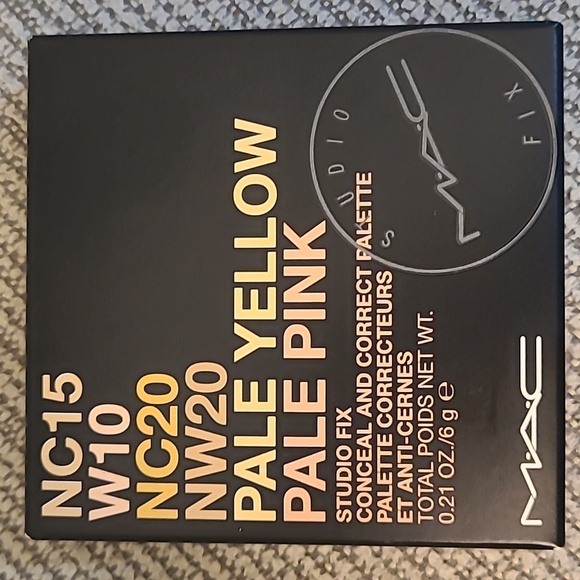 NC15
W10
NC20
NW20
PALE YELLOW
PALE PINK
STUDIO FIX
CONCEAL AND CORRECT PALETTE
PALETTE CORRECTEURS
ET ANTI-CERNES
TOTAL POIDS NET WT.
0.21 OZ./6 g ℮
M·A·C
STUDIO FIX
MAC